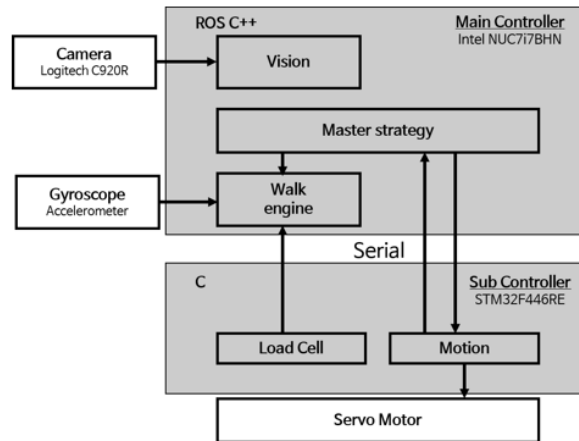 ROS C++
Main Controller
Intel NUC7i7BHN
Camera
Logitech C920R
Vision
Master strategy
Gyroscope
Accelerometer
Walk
engine
Serial
C
Sub Controller
STM32F446RE
Load Cell
Motion
Servo Motor